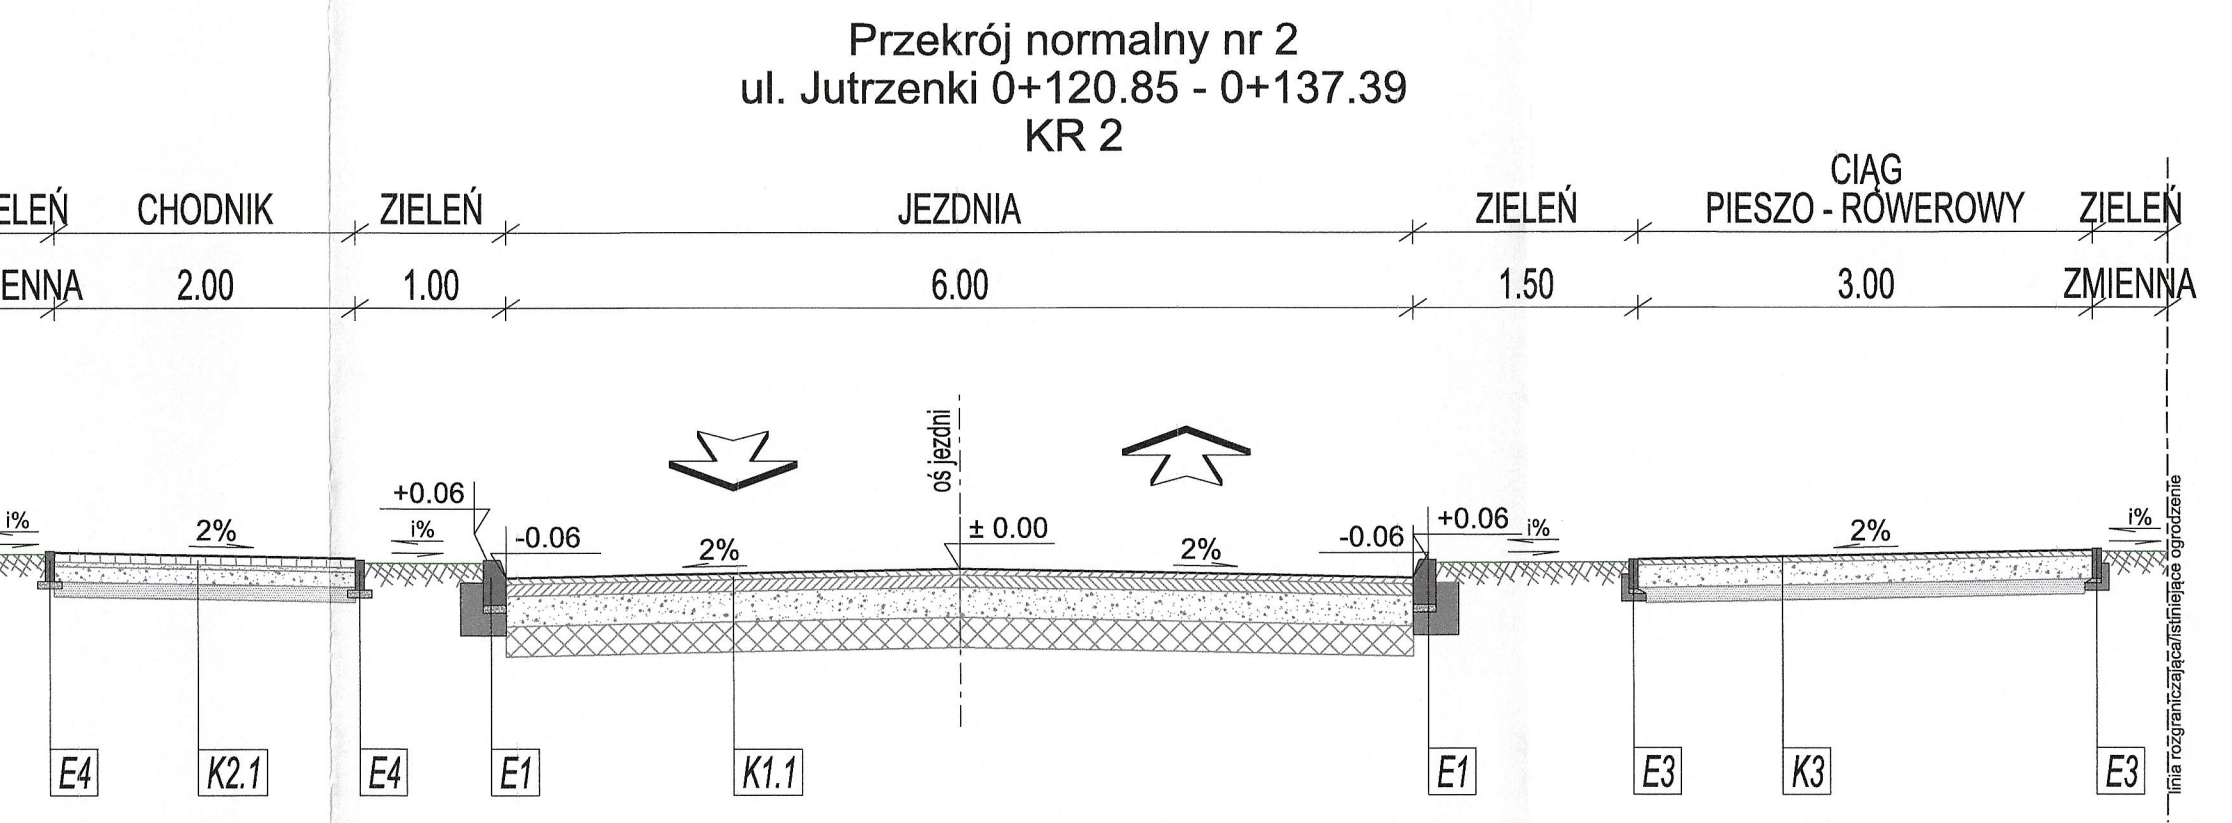 Przekrój normalny nr 2
ul. Jutrzenki 0+120.85 - 0+137.39
KR 2
ELEŃ CHODNIK ZIELEŃ JEZDNIA ZIELEŃ CIĄG PIESZO - ROWEROWY ZIELEŃ
ENNA 2.00 1.00 6.00 1.50 3.00 ZMIENNA
oś jezdni
i% 2% +0.06 i% -0.06 2% ± 0.00 2% -0.06 +0.06 i% 2% i%
linia rozgraniczająca/istniejące ogrodzenie
E4 K2.1 E4 E1 K1.1 E1 E3 K3 E3